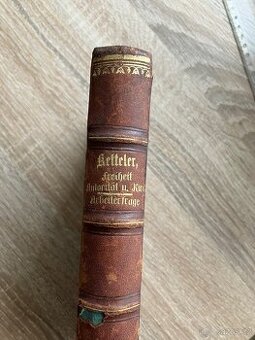 Ketteler,
Freiheit
Autorität u. Kirche
Arbeiterfrage